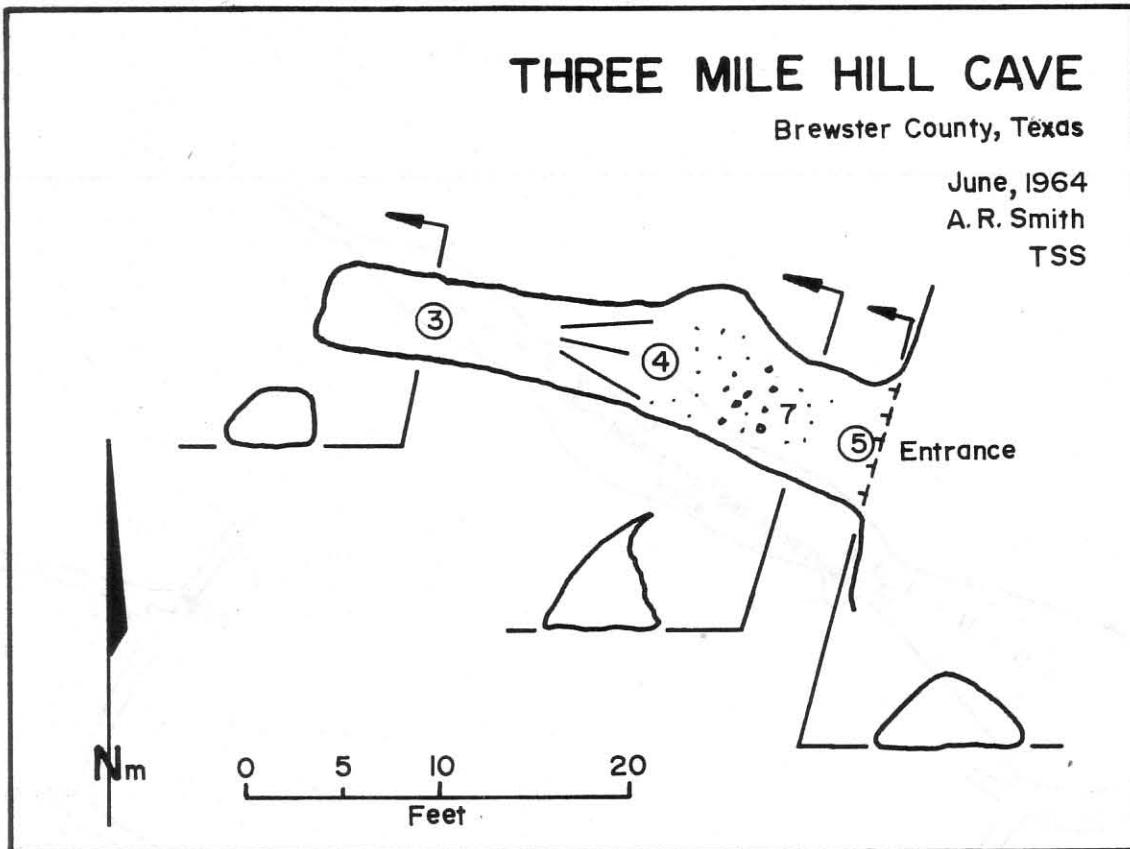 THREE MILE HILL CAVE
Brewster County, Texas
June, 1964
A. R. Smith
TSS
3
4
7
5
Entrance
Nm
0 5 10 20
Feet